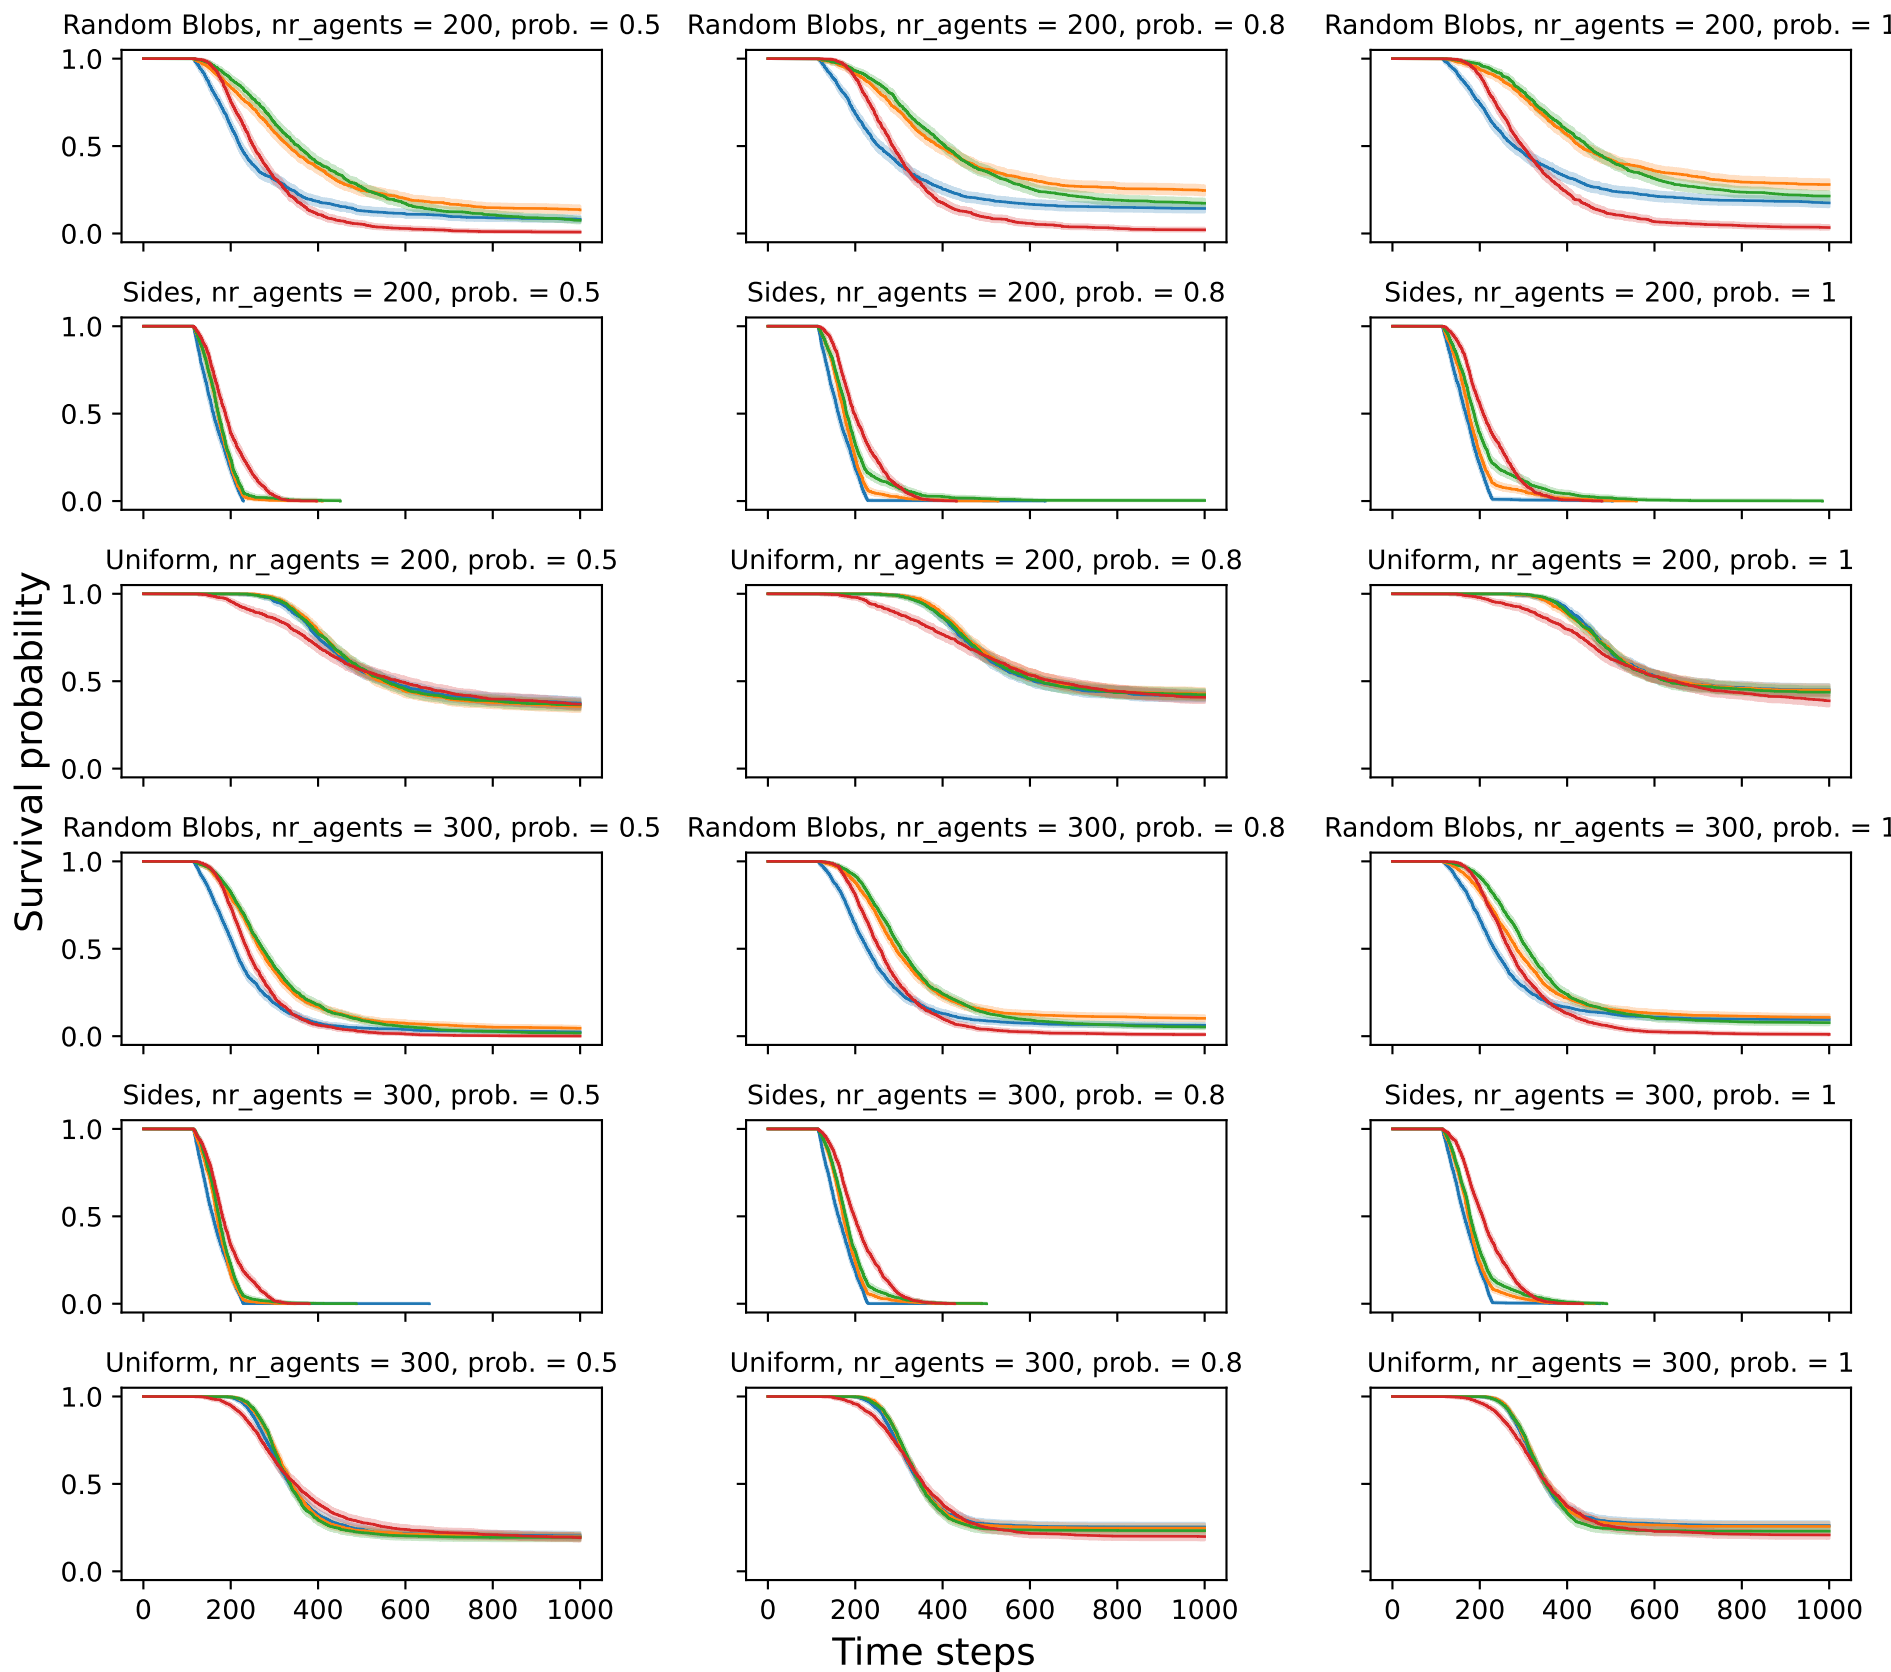 Random Blobs, nr_agents = 200, prob. = 0.5
Random Blobs, nr_agents = 200, prob. = 0.8
Random Blobs, nr_agents = 200, prob. = 1
1.0
0.5
0.0
Sides, nr_agents = 200, prob. = 0.5
Sides, nr_agents = 200, prob. = 0.8
Sides, nr_agents = 200, prob. = 1
1.0
0.5
0.0
Uniform, nr_agents = 200, prob. = 0.5
Uniform, nr_agents = 200, prob. = 0.8
Uniform, nr_agents = 200, prob. = 1
1.0
0.5
0.0
Survival probability
Random Blobs, nr_agents = 300, prob. = 0.5
Random Blobs, nr_agents = 300, prob. = 0.8
Random Blobs, nr_agents = 300, prob. = 1
1.0
0.5
0.0
Sides, nr_agents = 300, prob. = 0.5
Sides, nr_agents = 300, prob. = 0.8
Sides, nr_agents = 300, prob. = 1
1.0
0.5
0.0
Uniform, nr_agents = 300, prob. = 0.5
Uniform, nr_agents = 300, prob. = 0.8
Uniform, nr_agents = 300, prob. = 1
1.0
0.5
0.0
0 200 400 600 800 1000
0 200 400 600 800 1000
0 200 400 600 800 1000
Time steps